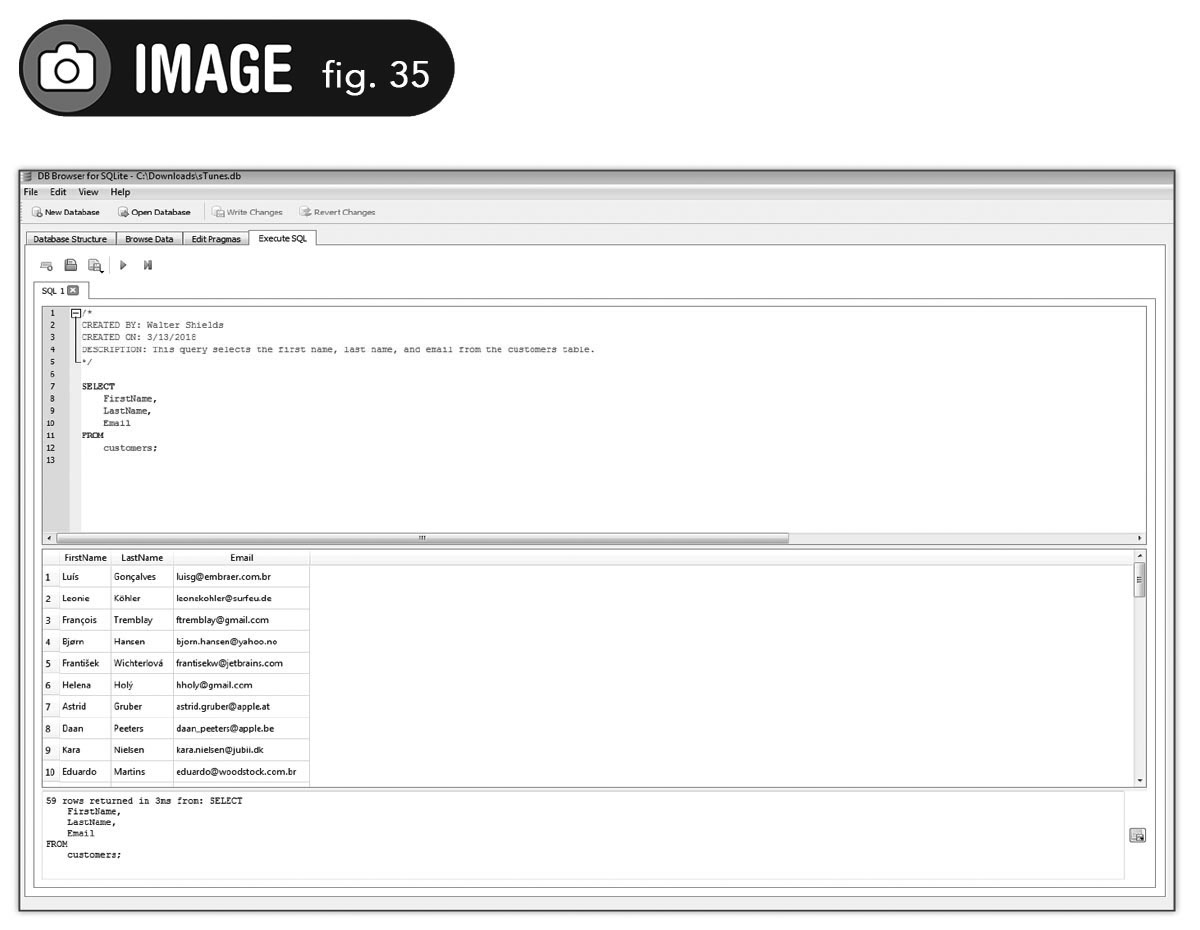 IMAGE fig. 35
DB Browser for SQLite - C:\Downloads\sTunes.db
File Edit View Help
New Database Open Database Write Changes Revert Changes
Database Structure Browse Data Edit Pragmas Execute SQL
SQL 1
1 /*
2 CREATED BY: Walter Shields
3 CREATED ON: 3/13/2018
4 DESCRIPTION: This query selects the first name, last name, and email from the customers table.
5 */
6
7 SELECT
8 FirstName,
9 LastName,
10 Email
11 FROM
12 customers;
13
FirstName LastName Email
1 Luís Gonçalves luisg@embraer.com.br
2 Leonie Köhler leonekohler@surfeu.de
3 François Tremblay ftremblay@gmail.com
4 Bjørn Hansen bjorn.hansen@yahoo.no
5 František Wichterlová frantisekw@jetbrains.com
6 Helena Holý hholy@gmail.com
7 Astrid Gruber astrid.gruber@apple.at
8 Daan Peeters daan_peeters@apple.be
9 Kara Nielsen kara.nielsen@jubii.dk
10 Eduardo Martins eduardo@woodstock.com.br
59 rows returned in 3ms from: SELECT
FirstName,
LastName,
Email
FROM
customers;